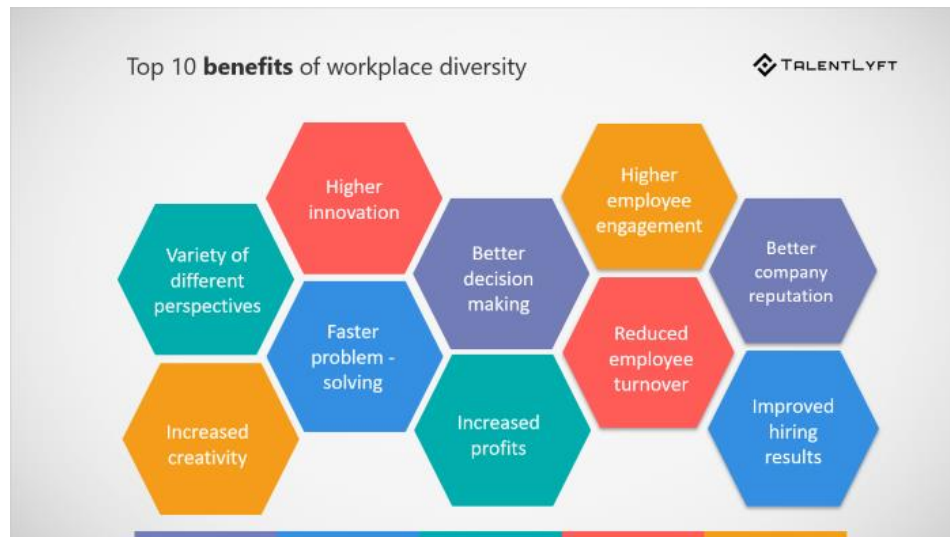 Top 10 benefits of workplace diversity
TALENTLYFT
Variety of
different
perspectives
Increased
creativity
Higher
innovation
Faster
problem -
solving
Better
decision
making
Increased
profits
Higher
employee
engagement
Reduced
employee
turnover
Better
company
reputation
Improved
hiring
results